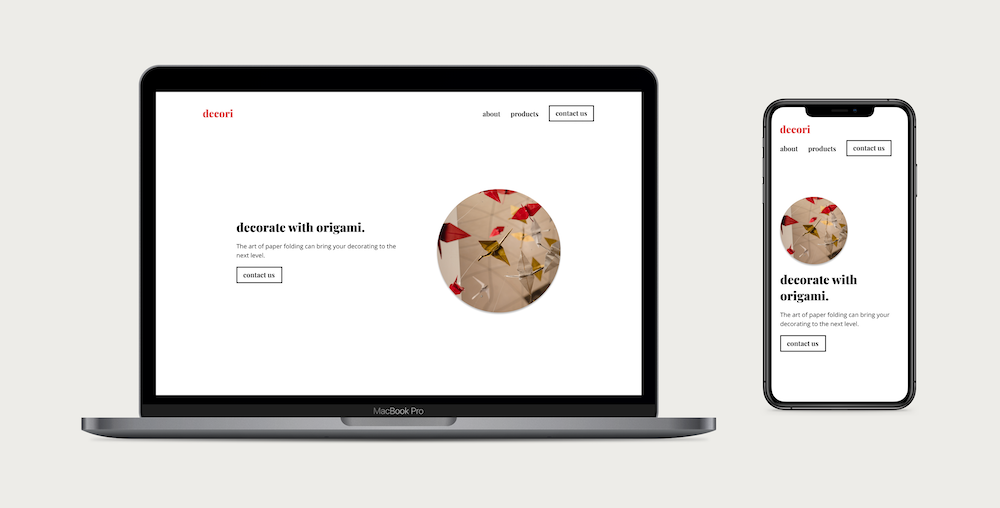 decori
about products contact us
decorate with origami.
The art of paper folding can bring your decorating to the
next level.
contact us
MacBook Pro
decori
about products contact us
decorate with
origami.
The art of paper folding can bring your
decorating to the next level.
contact us